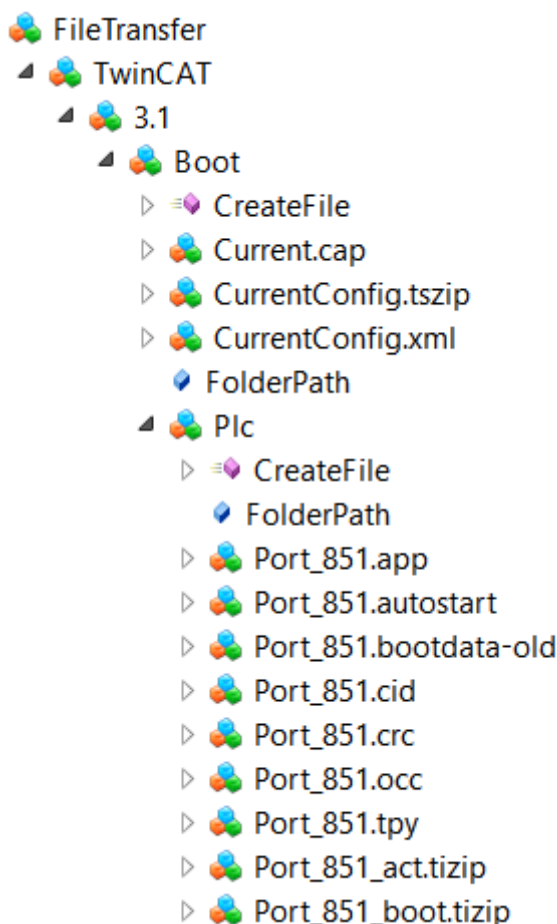 FileTransfer
TwinCAT
3.1
Boot
CreateFile
Current.cap
CurrentConfig.tszip
CurrentConfig.xml
FolderPath
Plc
CreateFile
FolderPath
Port_851.app
Port_851.autostart
Port_851.bootdata-old
Port_851.cid
Port_851.crc
Port_851.occ
Port_851.tpy
Port_851_act.tizip
Port_851_boot.tizip